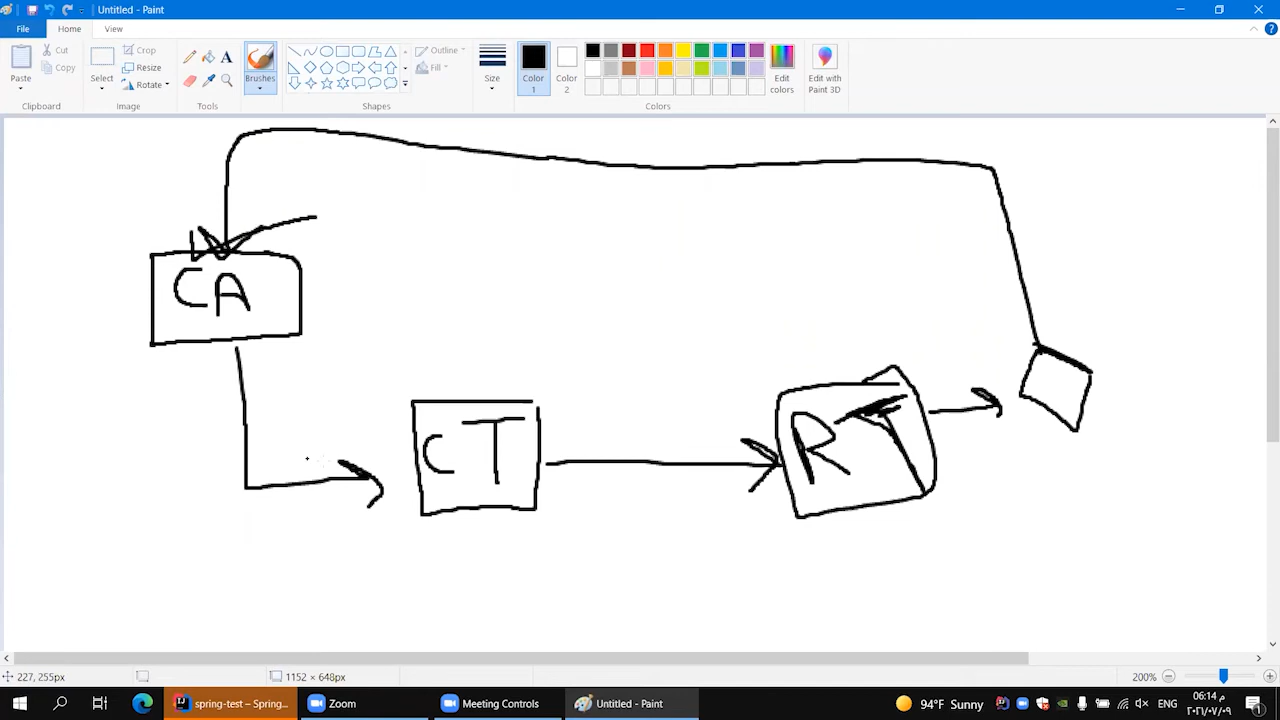 Untitled - Paint
File
Home
View
Paste
Cut
Copy
Clipboard
Select
Crop
Resize
Rotate
Image
A
Tools
Brushes
Shapes
Outline
Fill
Size
Color
1
Color
2
Edit
colors
Colors
Edit with
Paint 3D
CA
CT
RT
227, 255px
1152 × 648px
200%
spring-test – Spring...
Zoom
Meeting Controls
Untitled - Paint
94°F Sunny
ENG
06:14 م